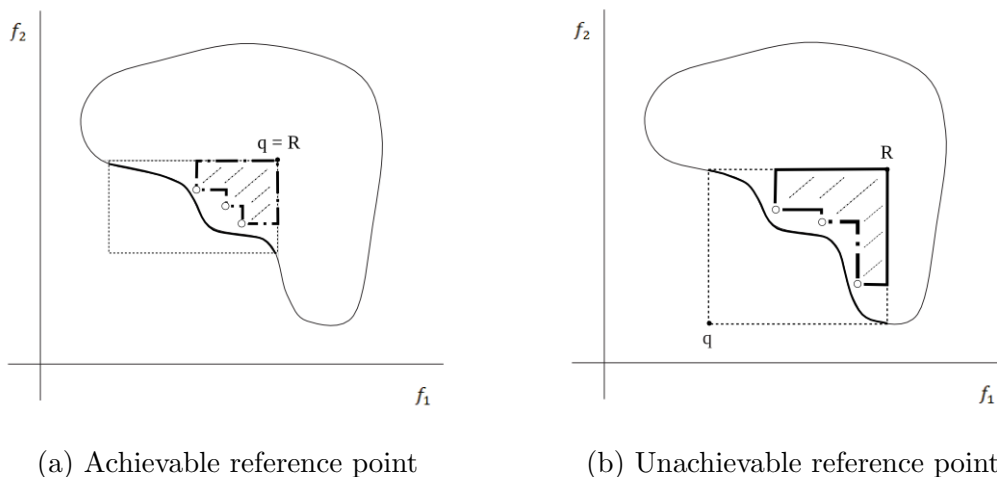 f₂
q = R
f₁
(a) Achievable reference point
f₂
R
q
f₁
(b) Unachievable reference point